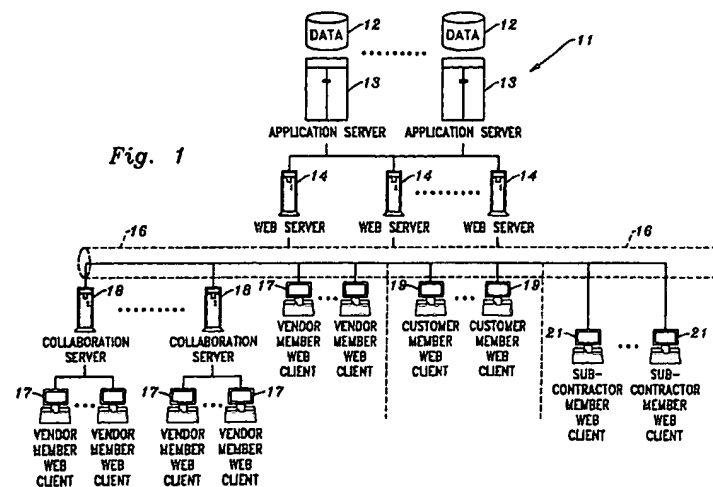 DATA 12 DATA 12
11
13 13
APPLICATION SERVER APPLICATION SERVER
Fig. 1
14 14 14
WEB SERVER WEB SERVER WEB SERVER
16 16
18 18 17 19 19
COLLABORATION SERVER
COLLABORATION SERVER
VENDOR MEMBER WEB CLIENT
VENDOR MEMBER WEB CLIENT
CUSTOMER MEMBER WEB CLIENT
CUSTOMER MEMBER WEB CLIENT
21 21
SUB-
CONTRACTOR
MEMBER
WEB
CLIENT
SUB-
CONTRACTOR
MEMBER
WEB
CLIENT
17 17 17
VENDOR MEMBER WEB CLIENT
VENDOR MEMBER WEB CLIENT
VENDOR MEMBER WEB CLIENT
VENDOR MEMBER WEB CLIENT